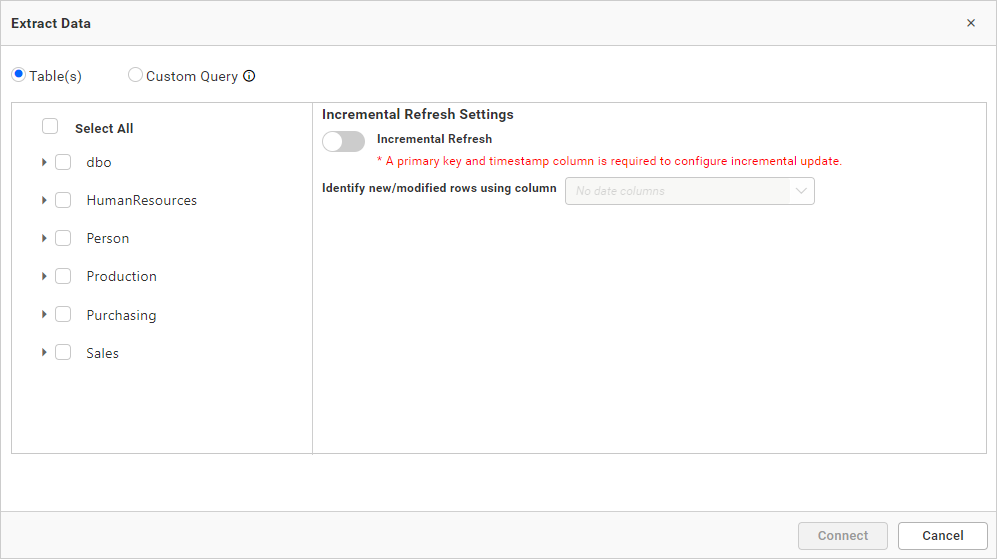 Extract Data
Table(s) Custom Query
Select All
dbo
HumanResources
Person
Production
Purchasing
Sales
Incremental Refresh Settings
Incremental Refresh
* A primary key and timestamp column is required to configure incremental update.
Identify new/modified rows using column No date columns
Connect Cancel